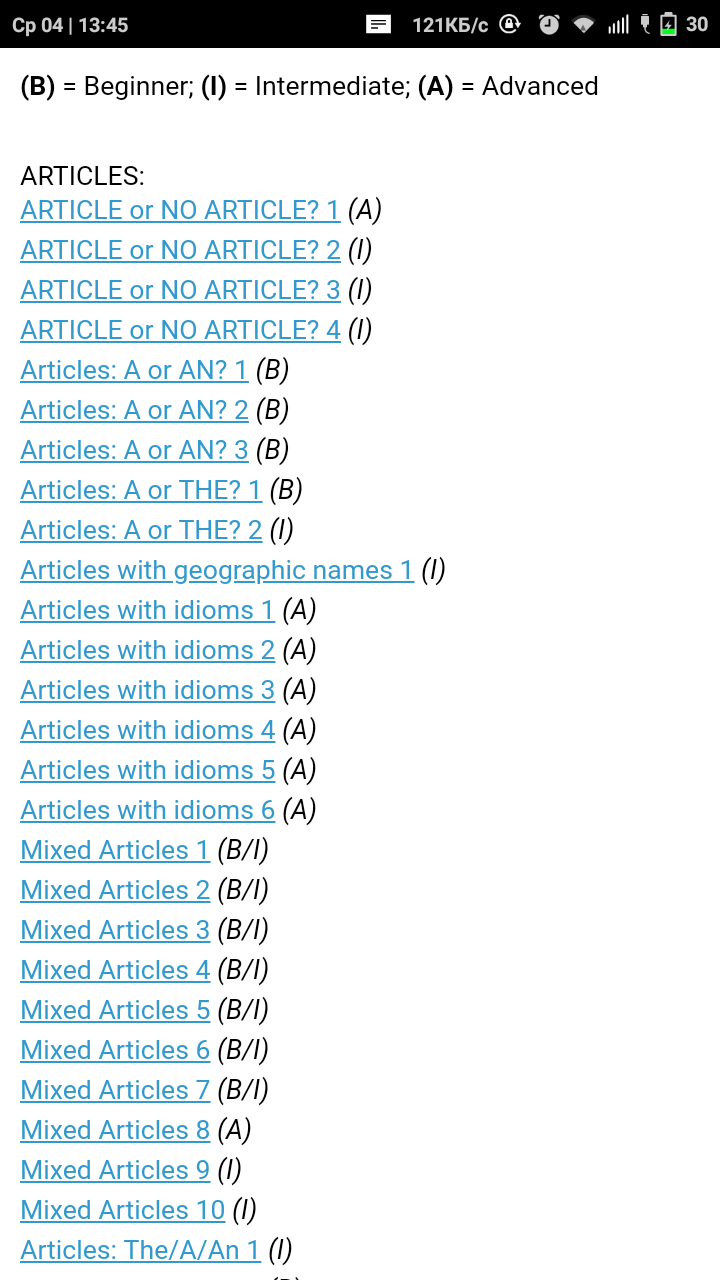 Ср 04 | 13:45 121КБ/с 30
(B) = Beginner; (I) = Intermediate; (A) = Advanced
ARTICLES:
ARTICLE or NO ARTICLE? 1 (A)
ARTICLE or NO ARTICLE? 2 (I)
ARTICLE or NO ARTICLE? 3 (I)
ARTICLE or NO ARTICLE? 4 (I)
Articles: A or AN? 1 (B)
Articles: A or AN? 2 (B)
Articles: A or AN? 3 (B)
Articles: A or THE? 1 (B)
Articles: A or THE? 2 (I)
Articles with geographic names 1 (I)
Articles with idioms 1 (A)
Articles with idioms 2 (A)
Articles with idioms 3 (A)
Articles with idioms 4 (A)
Articles with idioms 5 (A)
Articles with idioms 6 (A)
Mixed Articles 1 (B/I)
Mixed Articles 2 (B/I)
Mixed Articles 3 (B/I)
Mixed Articles 4 (B/I)
Mixed Articles 5 (B/I)
Mixed Articles 6 (B/I)
Mixed Articles 7 (B/I)
Mixed Articles 8 (A)
Mixed Articles 9 (I)
Mixed Articles 10 (I)
Articles: The/A/An 1 (I)